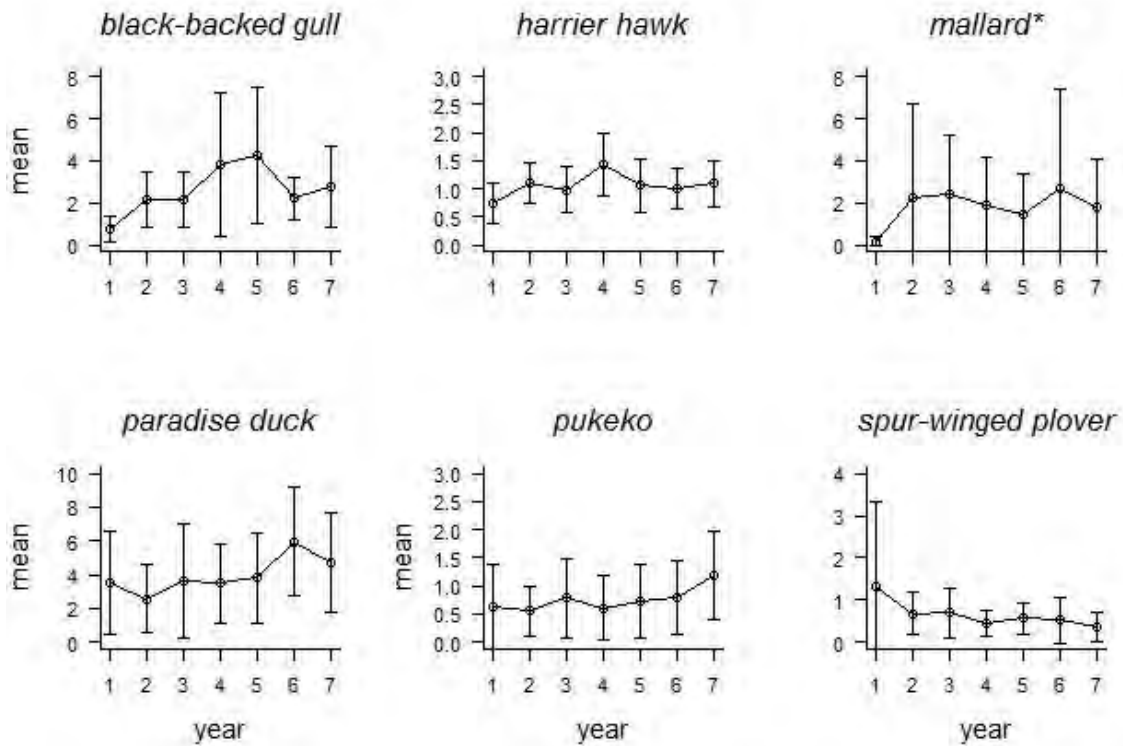 black-backed gull
harrier hawk
mallard*
mean
8
6
4
2
0
3.0
2.5
2.0
1.5
1.0
0.5
0.0
8
6
4
2
0
1 2 3 4 5 6 7
1 2 3 4 5 6 7
1 2 3 4 5 6 7
paradise duck
pukeko
spur-winged plover
mean
10
8
6
4
2
0
mean
3.0
2.5
2.0
1.5
1.0
0.5
0.0
4
3
2
1
0
1 2 3 4 5 6 7
1 2 3 4 5 6 7
1 2 3 4 5 6 7
year
year
year